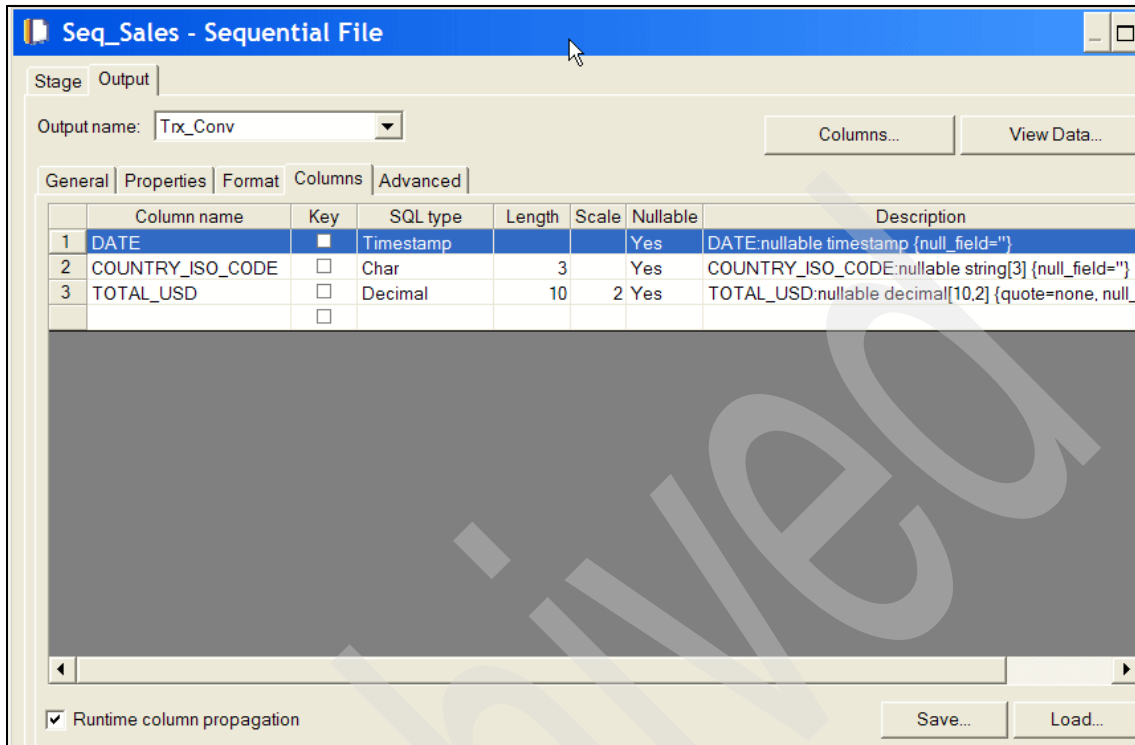 Seq_Sales - Sequential File
Stage Output
Output name: Trx_Conv Columns... View Data...
General Properties Format Columns Advanced
Column name Key SQL type Length Scale Nullable Description
1 DATE Timestamp Yes DATE:nullable timestamp {null_field=''}
2 COUNTRY_ISO_CODE Char 3 Yes COUNTRY_ISO_CODE:nullable string[3] {null_field=''}
3 TOTAL_USD Decimal 10 2 Yes TOTAL_USD:nullable decimal[10,2] {quote=none, null_
hived
Runtime column propagation Save... Load...